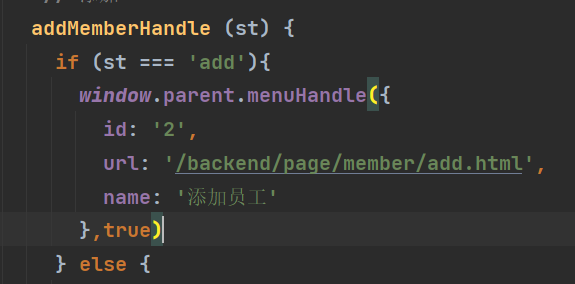 addMemberHandle (st) {
if (st === 'add'){
window.parent.menuHandle({
id: '2',
url: '/backend/page/member/add.html',
name: '添加员工'
},true)
} else {